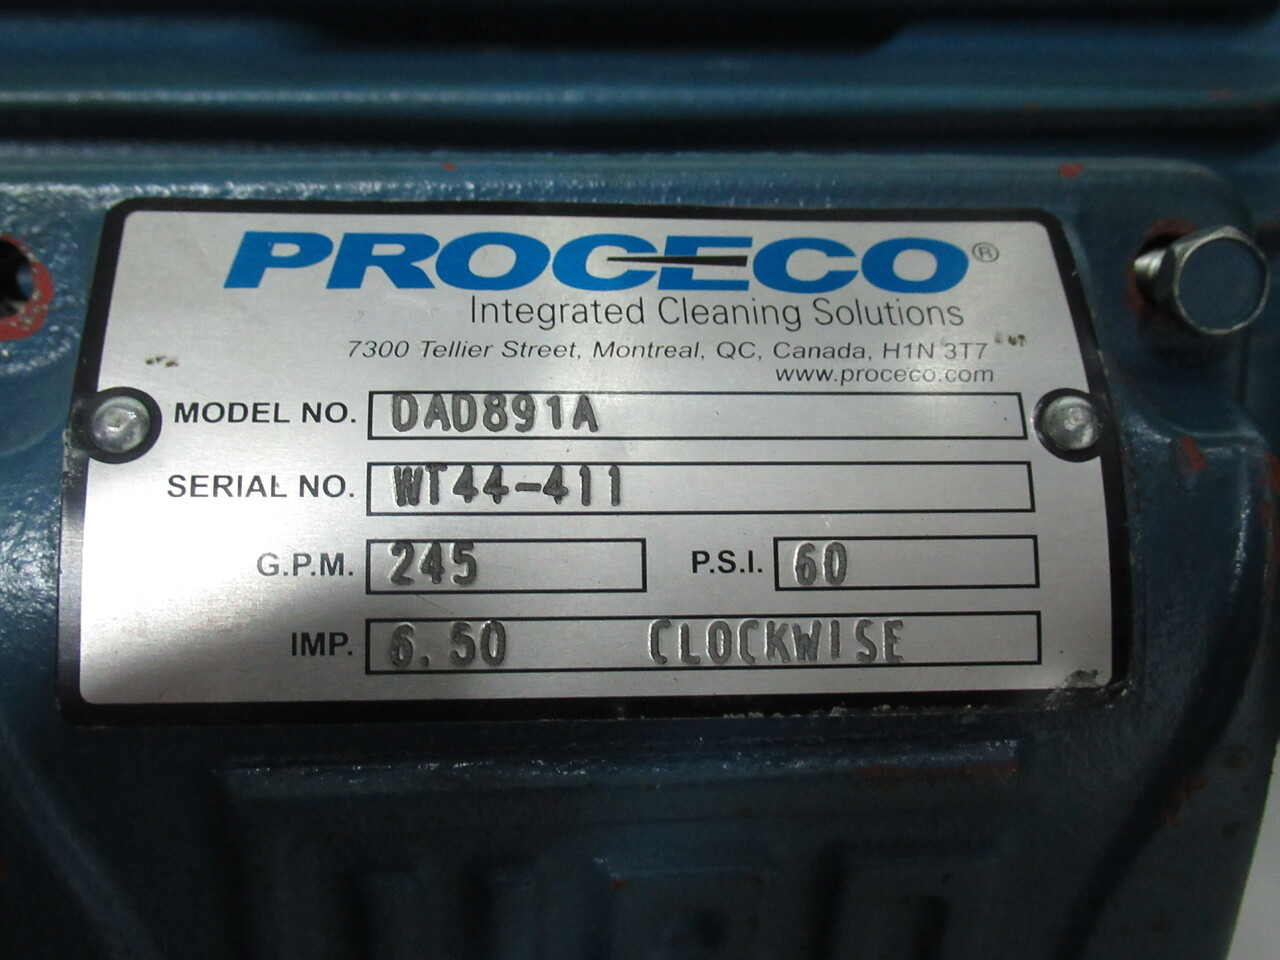 PROCECO®
Integrated Cleaning Solutions
7300 Tellier Street, Montreal, QC, Canada, H1N 3T7
www.proceco.com
MODEL NO. DAD891A
SERIAL NO. WT44-411
G.P.M. 245 P.S.I. 60
IMP. 6.50 CLOCKWISE